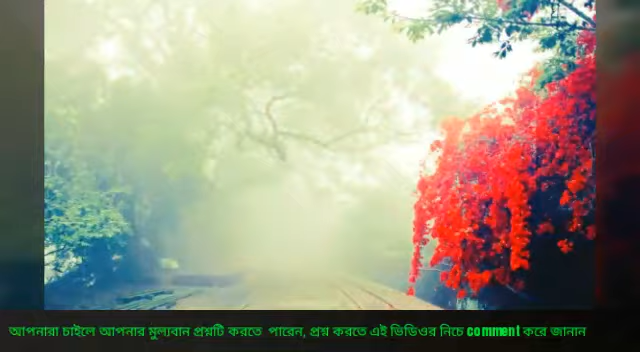 আপনারা চাইলে আপনার মুল্যবান প্রশ্নটি করতে পারেন, প্রশ্ন করতে এই ভিডিওর নিচে comment করে জানান